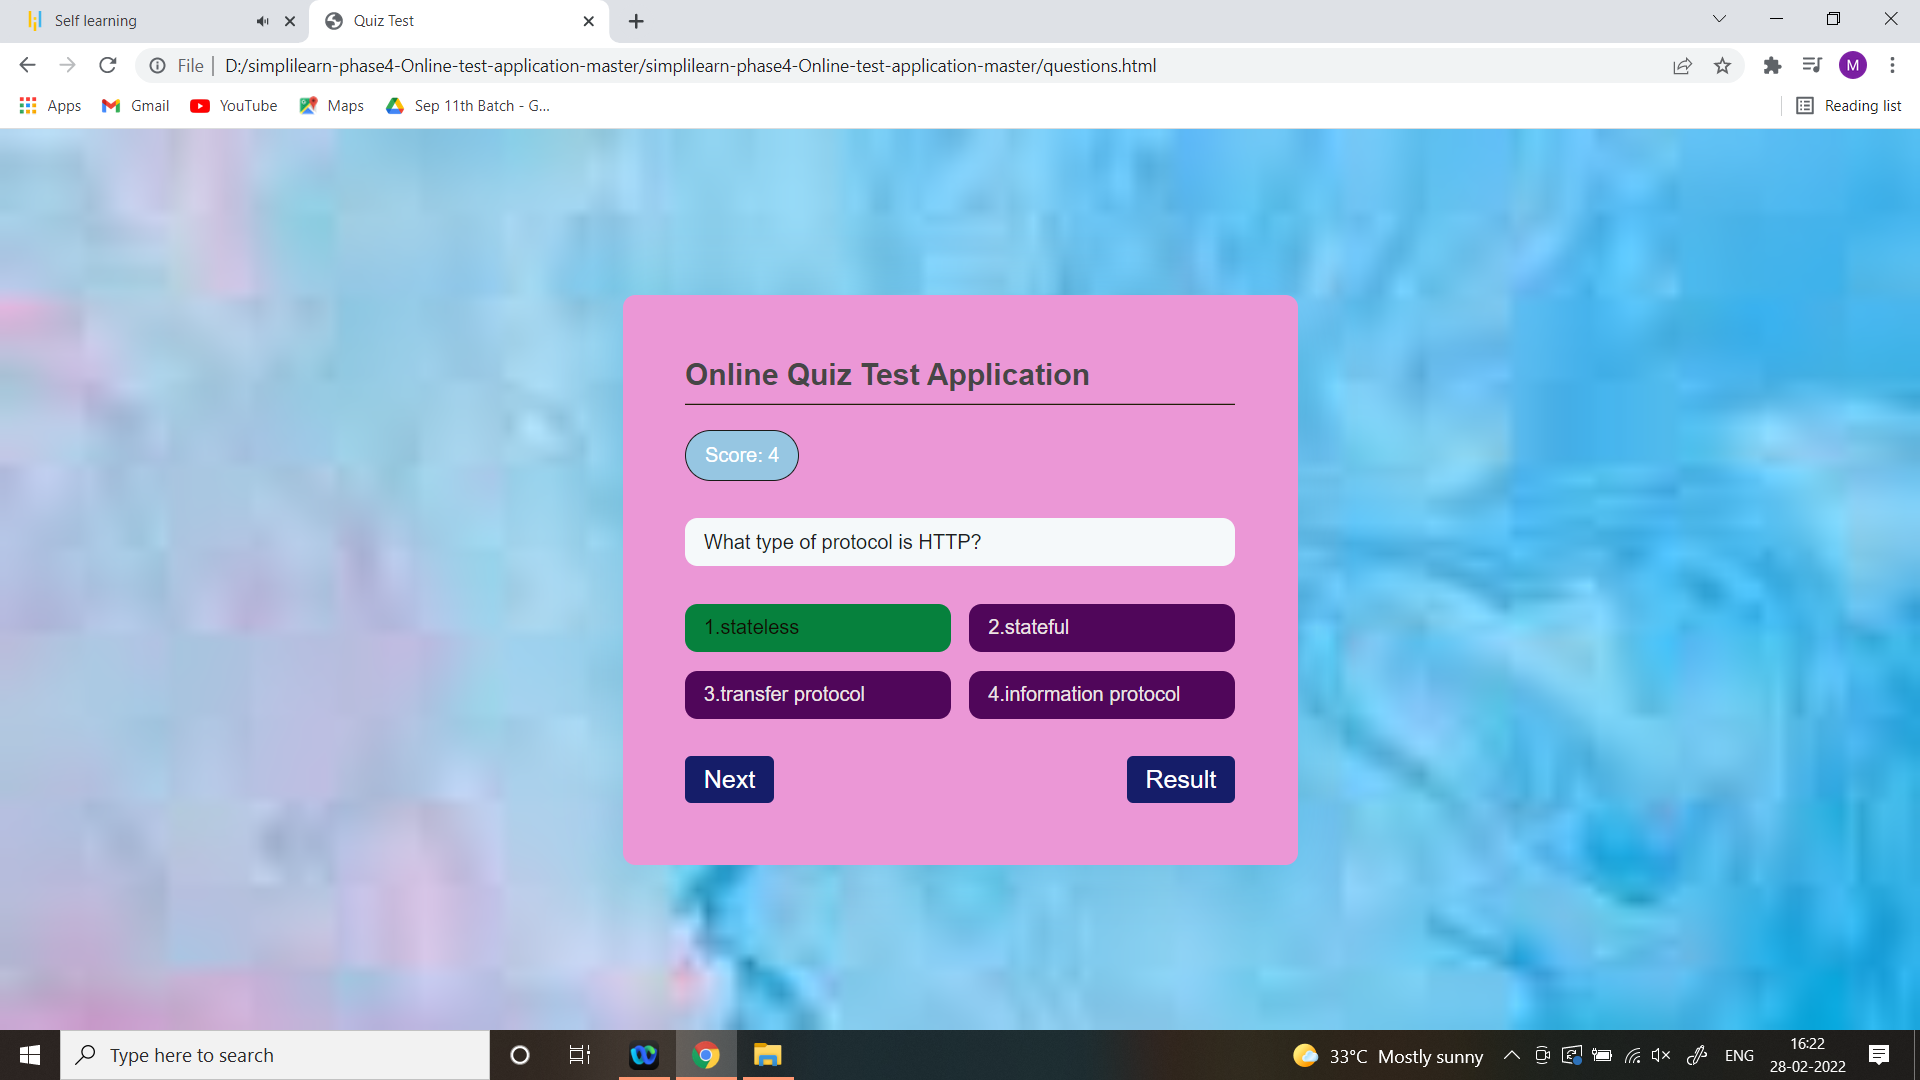 Self learning
Quiz Test
File
D:/simplilearn-phase4-Online-test-application-master/simplilearn-phase4-Online-test-application-master/questions.html
M
Apps
Gmail
YouTube
Maps
Sep 11th Batch - G...
Reading list
Online Quiz Test Application
Score: 4
What type of protocol is HTTP?
1.stateless
2.stateful
3.transfer protocol
4.information protocol
Next
Result
Type here to search
33°C Mostly sunny
ENG
16:22
28-02-2022